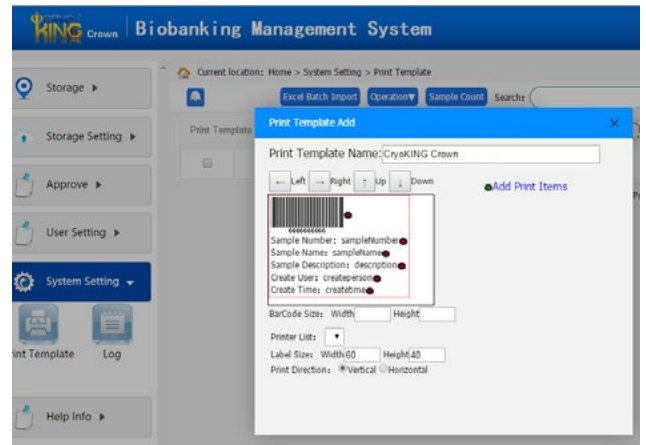 KING Crown Biobanking Management System
Storage
Storage Setting
Approve
User Setting
System Setting
int Template Log
Help Info
Current location: Home > System Setting > Print Template
Excel Batch Import Operation▼ Sample Count Search:
Print Template
Print Template Add ×
Print Template Name: CryoKING Crown
← Left → Right ↑ Up ↓ Down
Add Print Items
6666666666
Sample Number: sampleNumber
Sample Name: sampleName
Sample Description: description
Create User: createperson
Create Time: createtime
BarCode Size: Width Height
Printer List:
Label Size: Width 60 Height 40
Print Direction: Vertical Horizontal